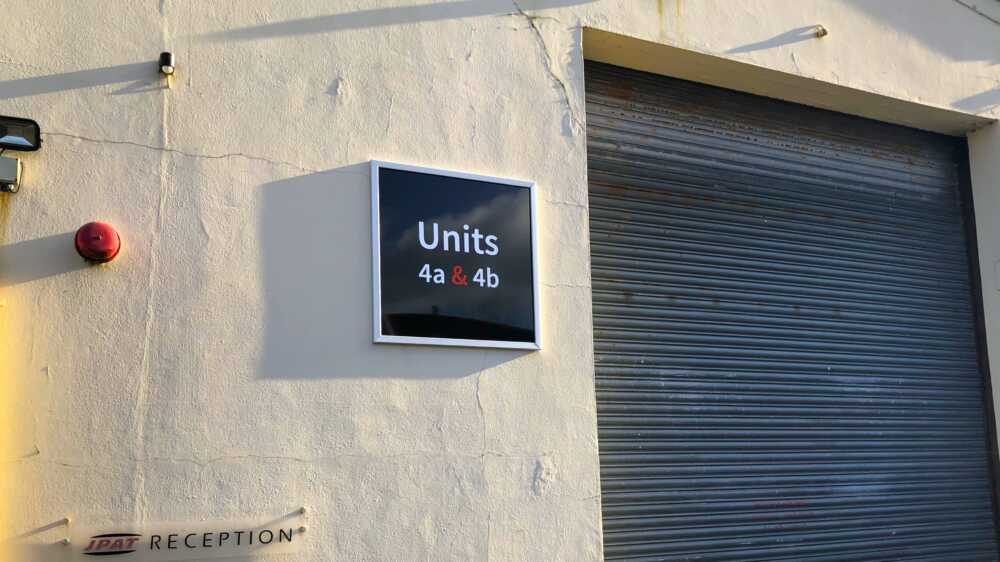 Units
4a & 4b
JPAT RECEPTION